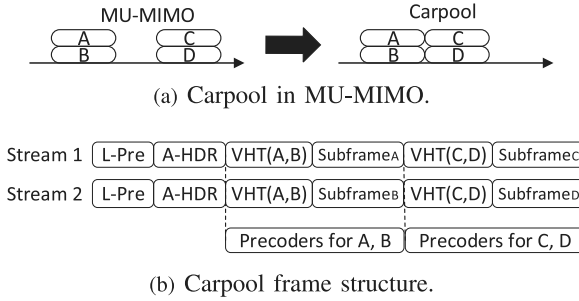 MU-MIMO Carpool
A C A C
B D B D
(a) Carpool in MU-MIMO.
Stream 1 L-Pre A-HDR VHT(A,B) SubframeA VHT(C,D) SubframeC
Stream 2 L-Pre A-HDR VHT(A,B) SubframeB VHT(C,D) SubframeD
Precoders for A, B Precoders for C, D
(b) Carpool frame structure.